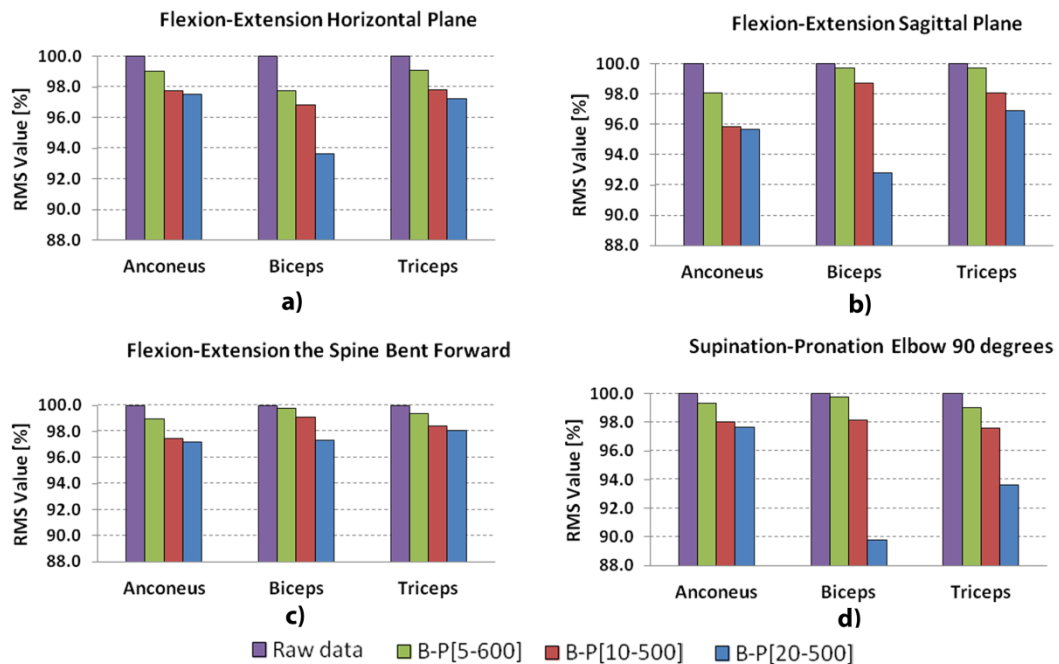 a)
Flexion-Extension Horizontal Plane
RMS Value [%]
100.0
98.0
96.0
94.0
92.0
90.0
88.0
Anconeus Biceps Triceps
b)
Flexion-Extension Sagittal Plane
RMS Value [%]
100.0
98.0
96.0
94.0
92.0
90.0
88.0
Anconeus Biceps Triceps
Flexion-Extension the Spine Bent Forward
RMS Value [%]
100.0
98.0
96.0
94.0
92.0
90.0
88.0
Anconeus Biceps Triceps
c)
Supination-Pronation Elbow 90 degrees
RMS Value [%]
100.0
98.0
96.0
94.0
92.0
90.0
88.0
Anconeus Biceps Triceps
d)
Raw data B-P[5-600] B-P[10-500] B-P[20-500]